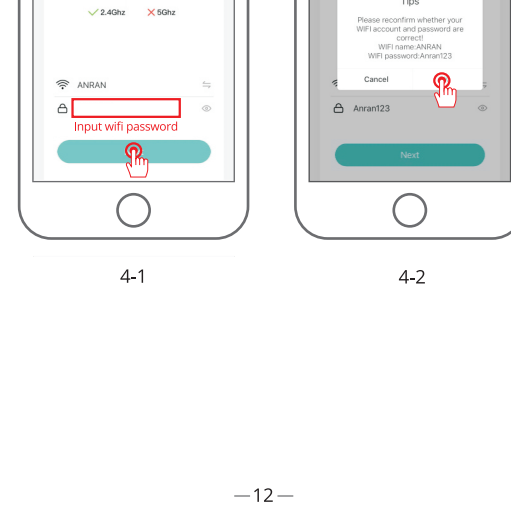 2.4Ghz 5Ghz
ANRAN
Input wifi password
4-1
Tips
Please reconfirm whether your
WIFI account and password are
correct!
WIFI name:ANRAN
WIFI password:Anran123
Cancel
Anran123
Next
4-2
—12—